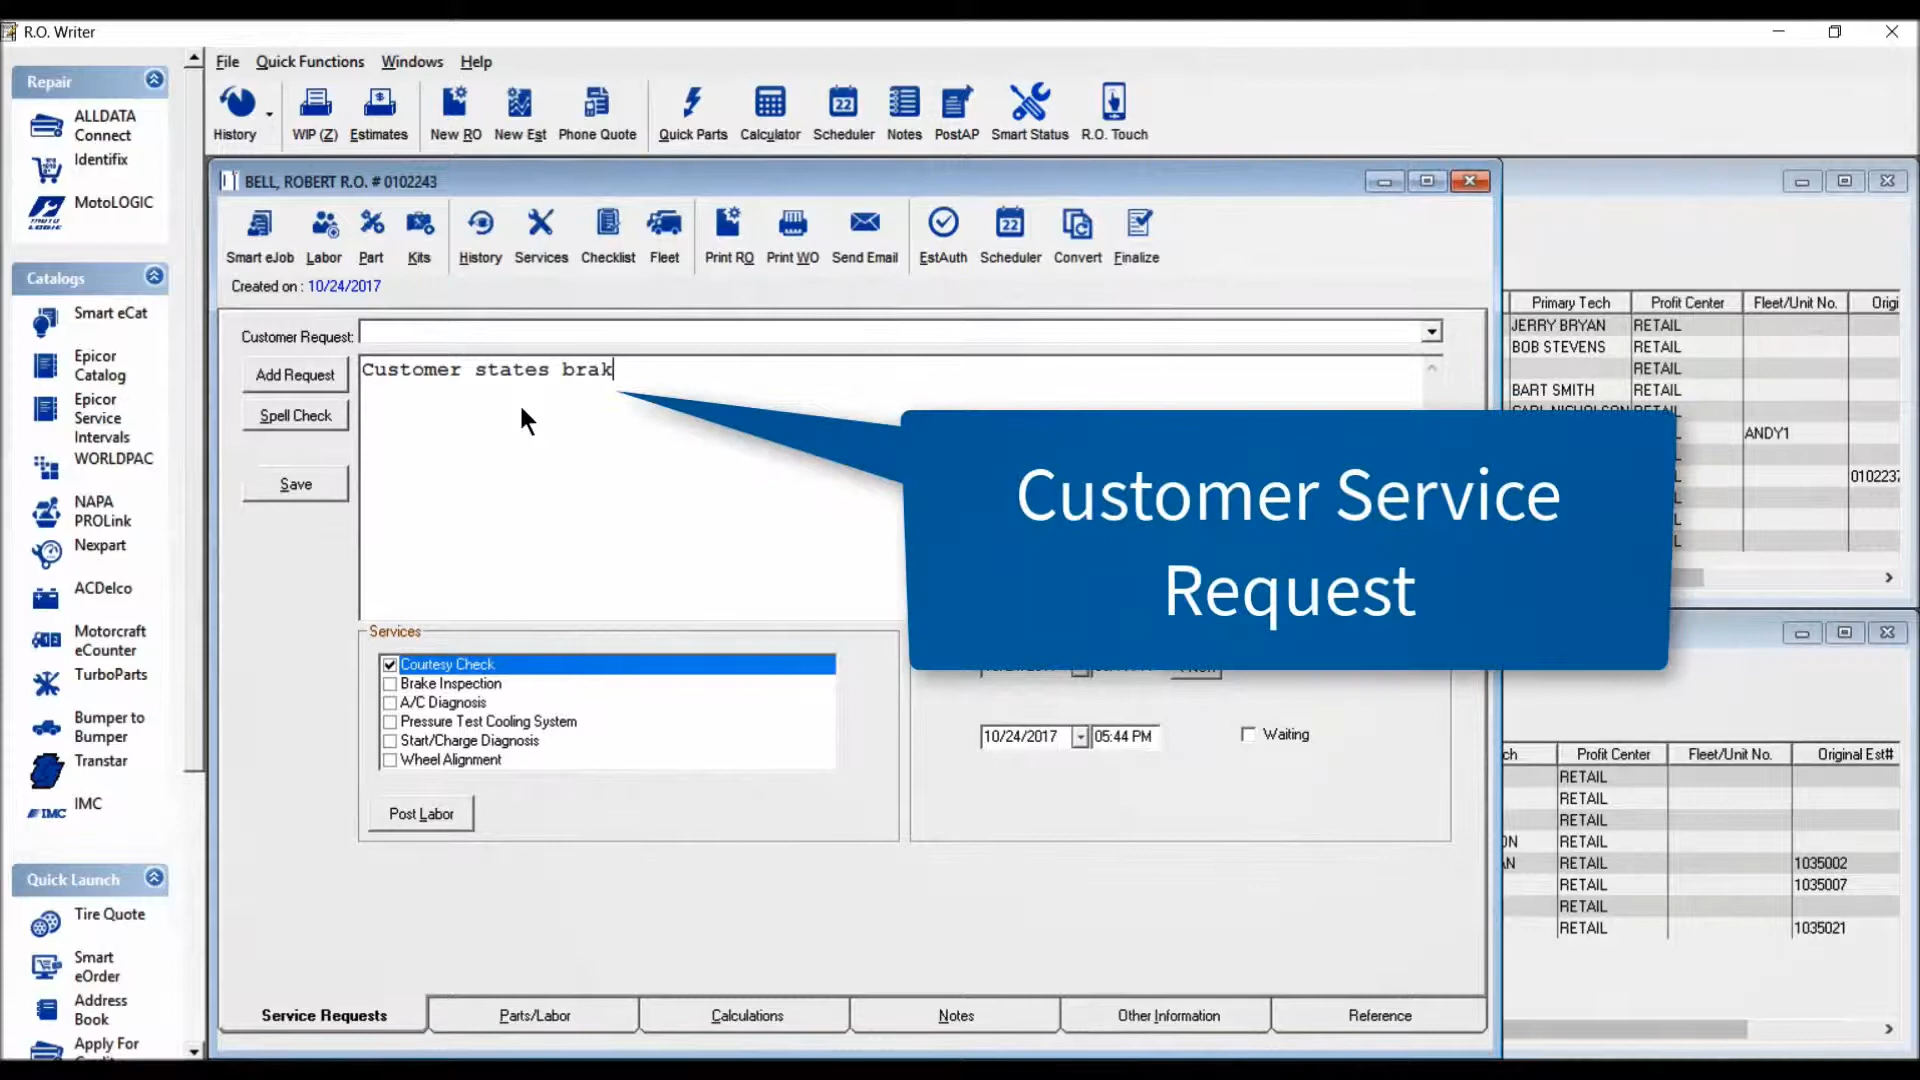 R.O. Writer
File Quick Functions Windows Help
History WIP (Z) Estimates New RO New Est Phone Quote Quick Parts Calculator Scheduler Notes PostAP Smart Status R.O. Touch
Repair
ALLDATA
Connect
Identifix
MotoLOGIC
Catalogs
Smart eCat
Epicor
Catalog
Epicor
Service
Intervals
WORLDPAC
NAPA
PROLink
Nexpart
ACDelco
Motorcraft
eCounter
TurboParts
Bumper to
Bumper
Transtar
IMC
Quick Launch
Tire Quote
Smart
eOrder
Address
Book
Apply For
BELL, ROBERT R.O. # 0102243
Smart eJob Labor Part Kits History Services Checklist Fleet Print RO Print WO Send Email EstAuth Scheduler Convert Finalize
Created on : 10/24/2017
Customer Request:
Add Request
Customer states brak
Spell Check
Save
Customer Service
Request
Services
Courtesy Check
Brake Inspection
A/C Diagnosis
Pressure Test Cooling System
Start/Charge Diagnosis
Wheel Alignment
Post Labor
10/24/2017 05:44 PM Waiting
Service Requests Parts/Labor Calculations Notes Other Information Reference
Primary Tech Profit Center Fleet/Unit No. Origi
JERRY BRYAN RETAIL
BOB STEVENS RETAIL
RETAIL
BART SMITH RETAIL
ANDY1
010223
Profit Center Fleet/Unit No. Original Est#
RETAIL
RETAIL
RETAIL
RETAIL
RETAIL 1035002
RETAIL 1035007
RETAIL
RETAIL 1035021